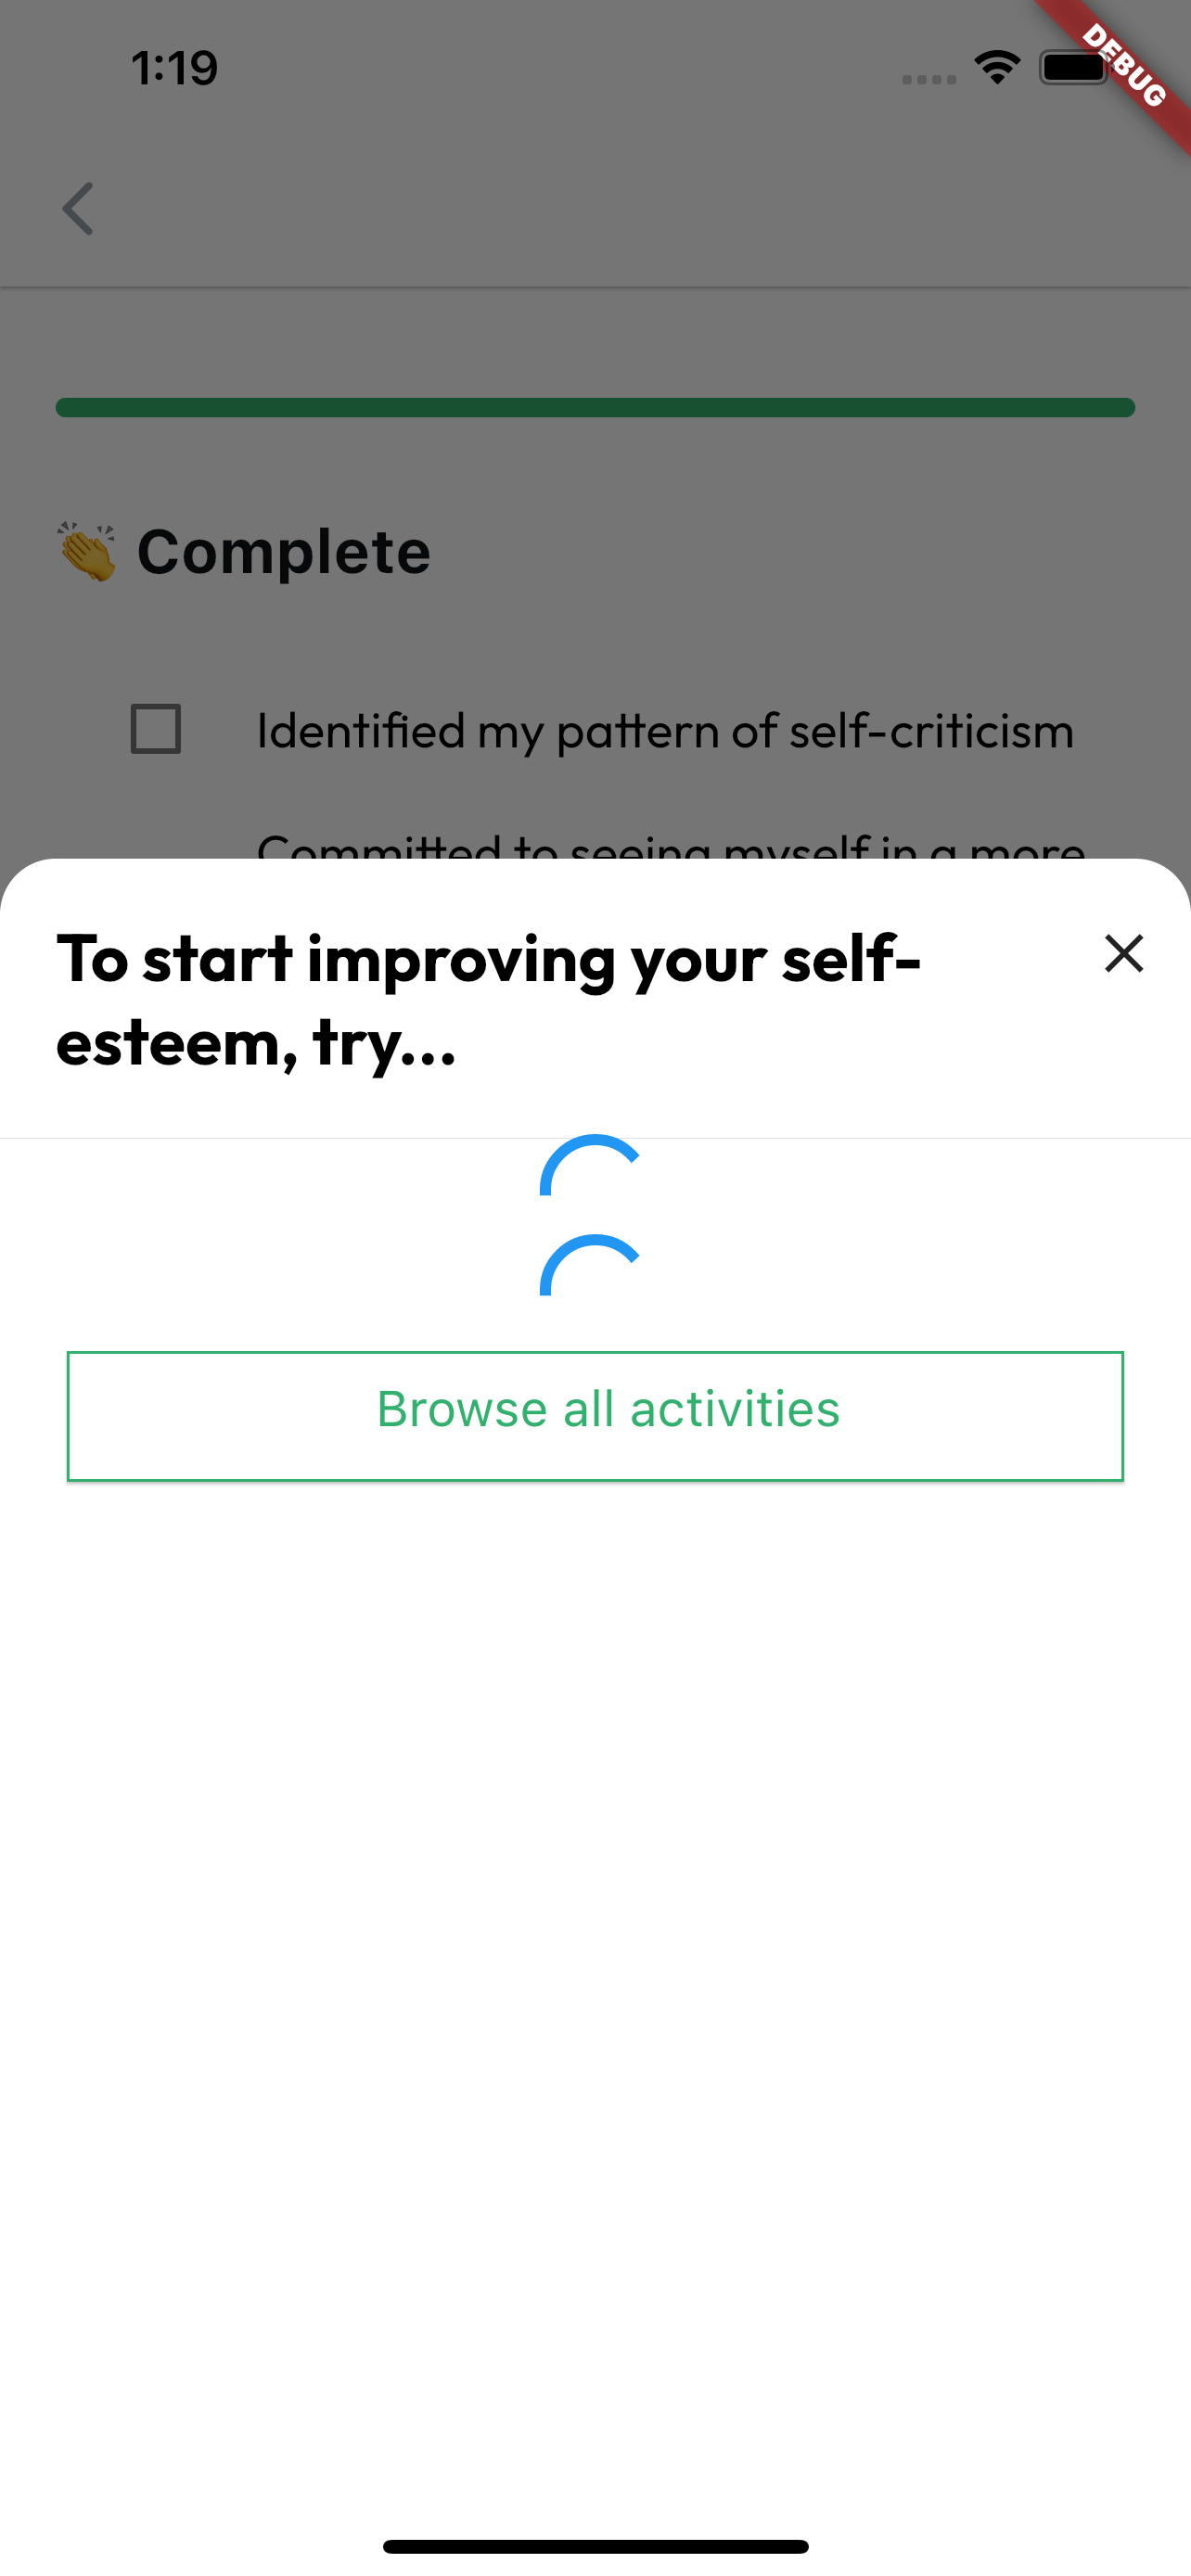 1:19
DEBUG
👏 Complete
Identified my pattern of self-criticism
Committed to seeing myself in a more
To start improving your self-
esteem, try...
Browse all activities